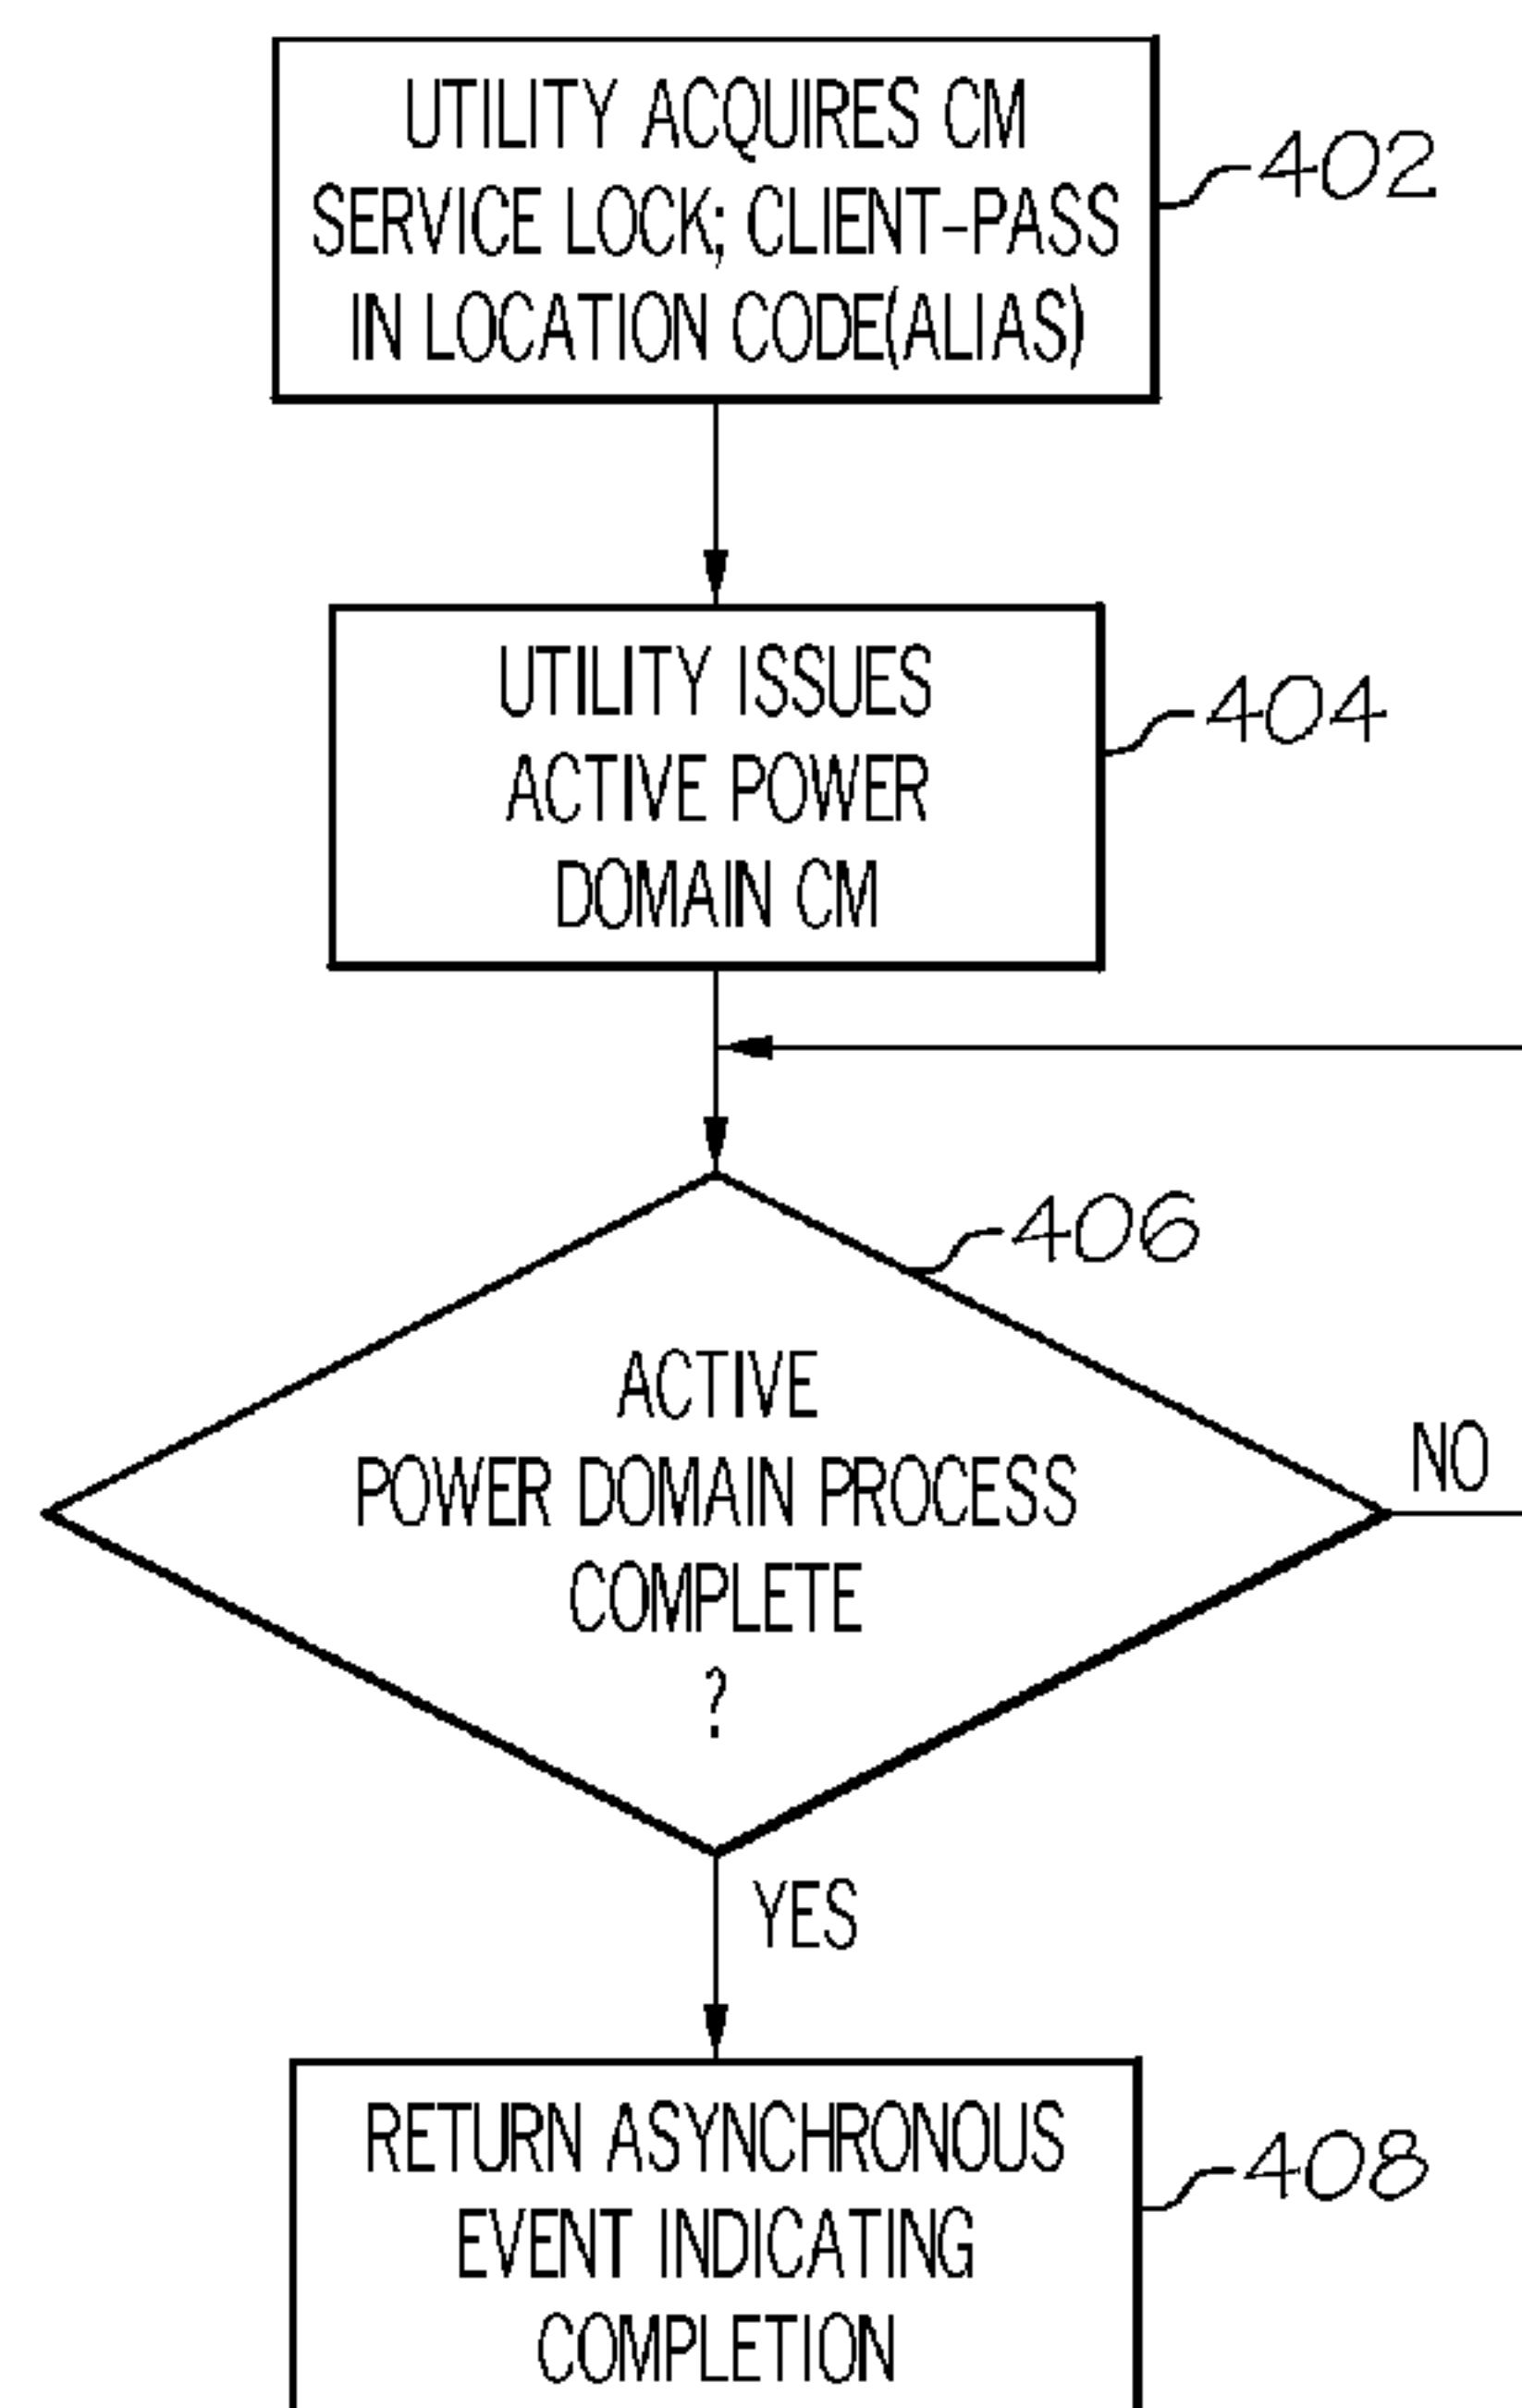 UTILITY ACQUIRES CM
SERVICE LOCK; CLIENT-PASS
IN LOCATION CODE(ALIAS)
402
UTILITY ISSUES
ACTIVE POWER
DOMAIN CM
404
406
ACTIVE
POWER DOMAIN PROCESS
COMPLETE
?
NO
YES
RETURN ASYNCHRONOUS
EVENT INDICATING
COMPLETION
408